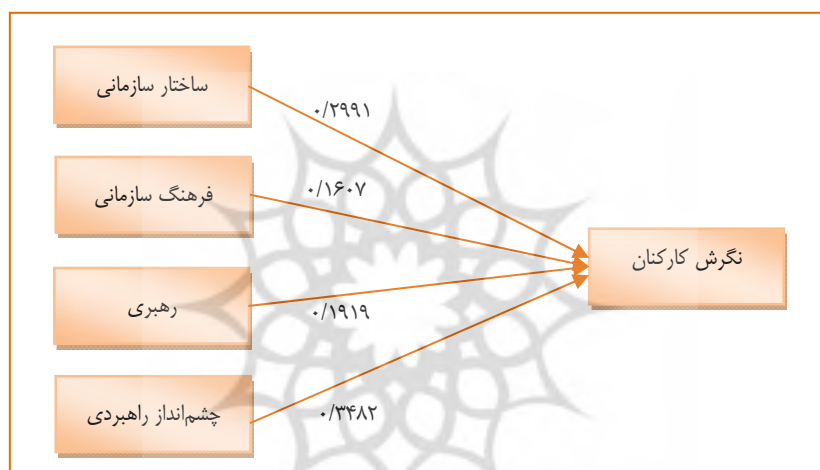 ساختار سازمانی
۰/۲۹۹۱
فرهنگ سازمانی
۰/۱۶۰۷
نگرش کارکنان
رهبری
۰/۱۹۱۹
چشم‌انداز راهبردی
۰/۳۴۸۲